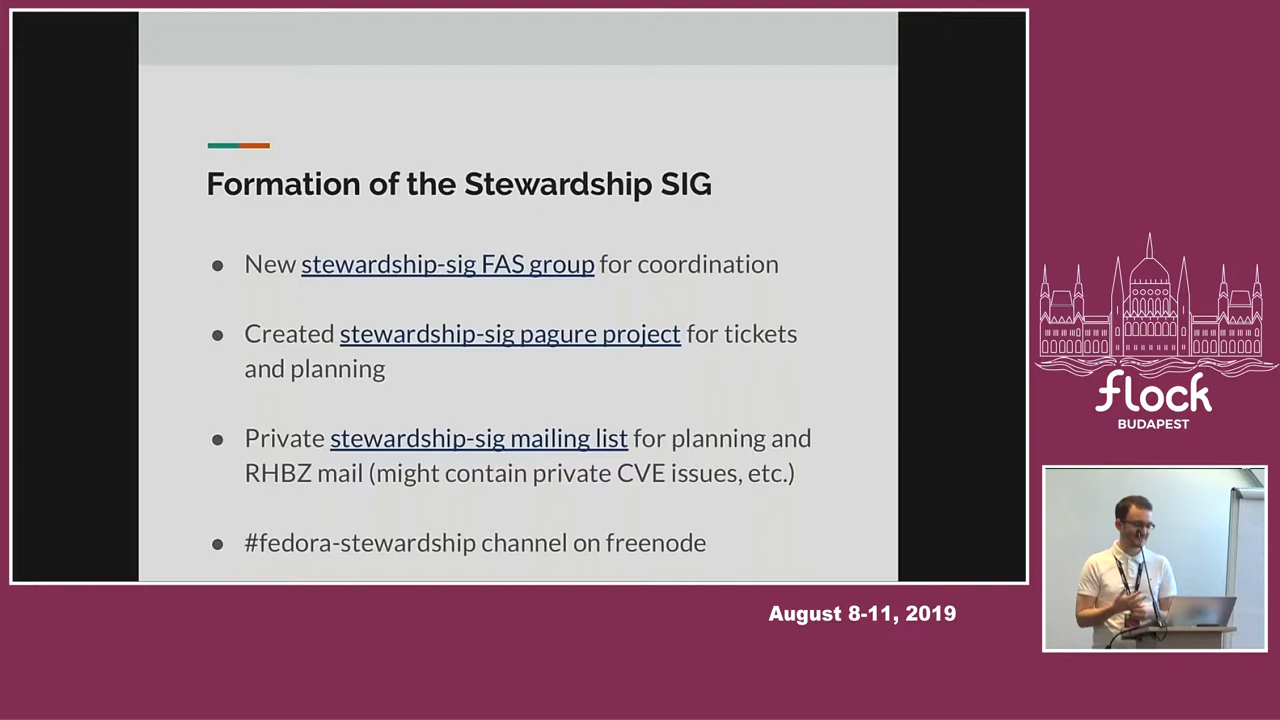 Formation of the Stewardship SIG
● New stewardship-sig FAS group for coordination
● Created stewardship-sig pagure project for tickets
and planning
● Private stewardship-sig mailing list for planning and
RHBZ mail (might contain private CVE issues, etc.)
● #fedora-stewardship channel on freenode
flock
BUDAPEST
August 8-11, 2019